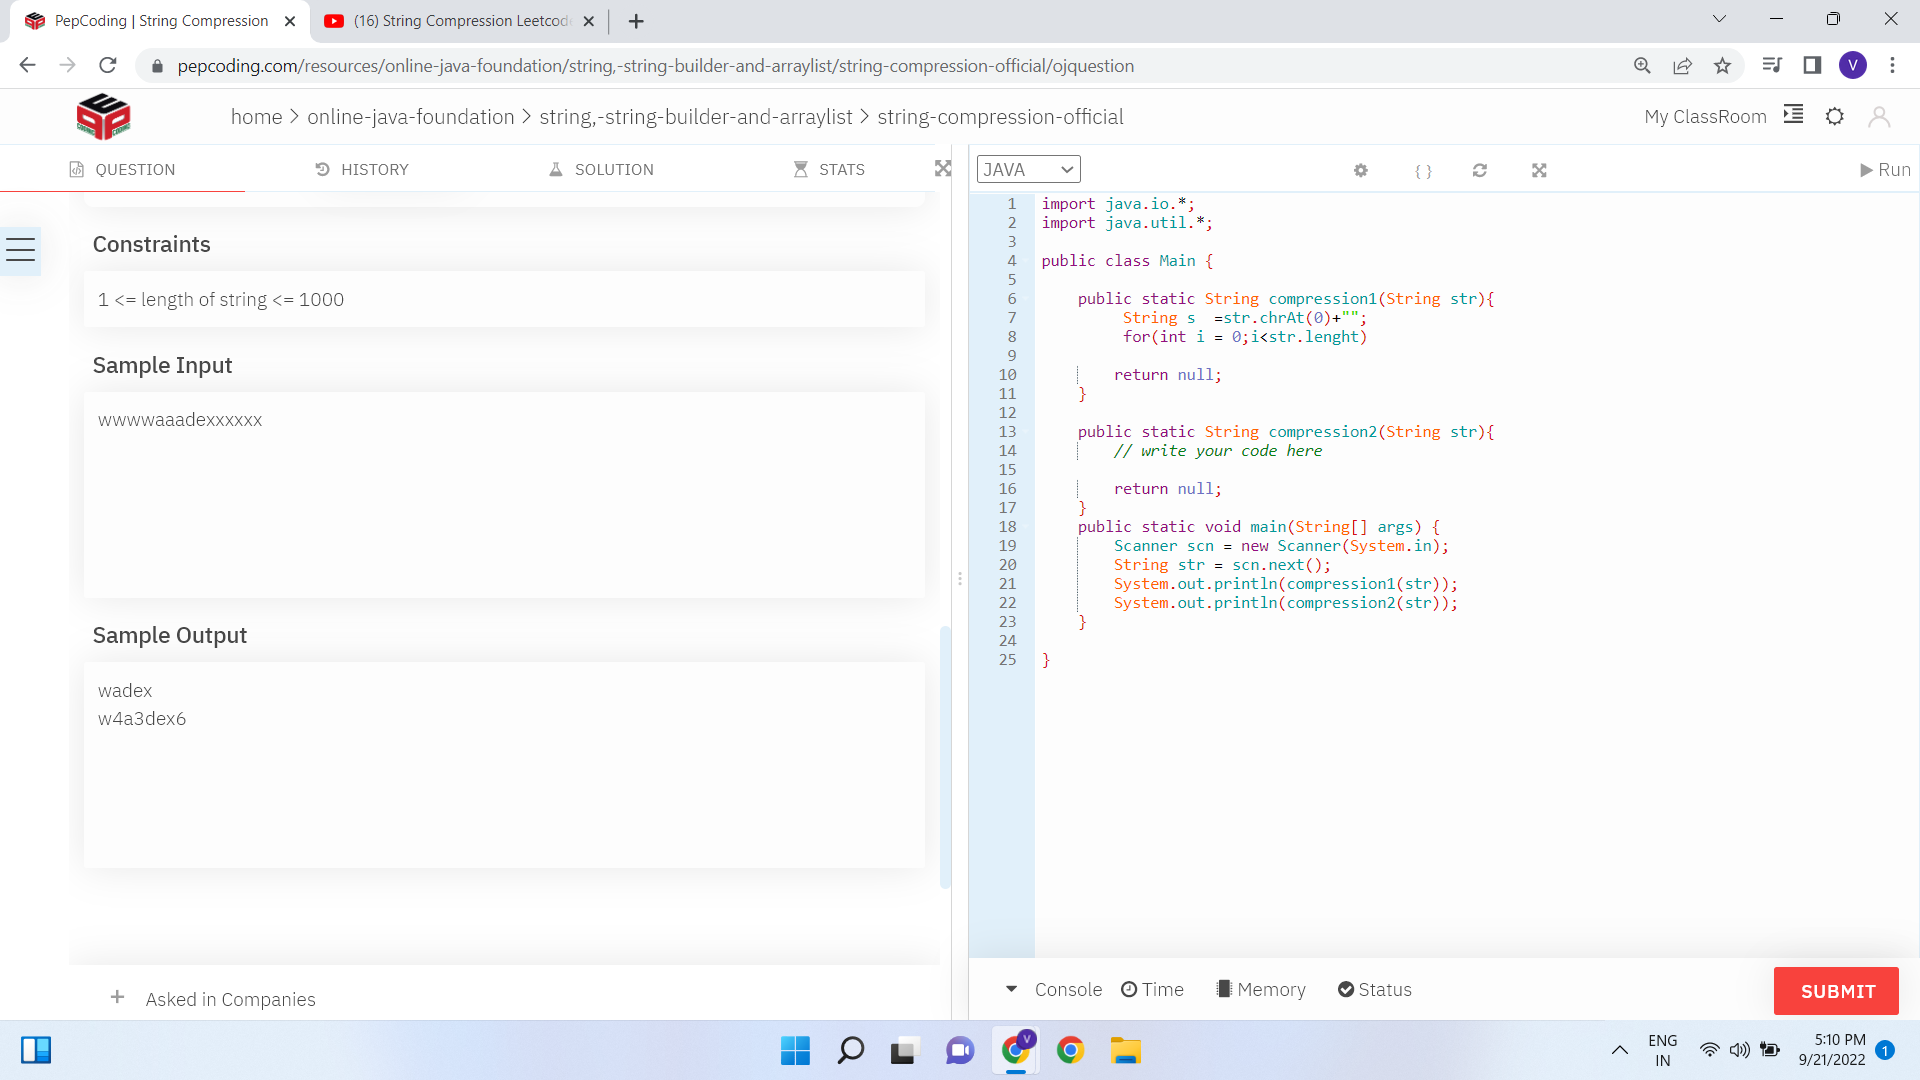 PepCoding | String Compression
(16) String Compression Leetcod
pepcoding.com/resources/online-java-foundation/string,-string-builder-and-arraylist/string-compression-official/ojquestion
V
home > online-java-foundation > string,-string-builder-and-arraylist > string-compression-official
My ClassRoom
QUESTION
HISTORY
SOLUTION
STATS
Constraints
1 <= length of string <= 1000
Sample Input
wwwwaaadexxxxxx
Sample Output
wadex
w4a3dex6
+ Asked in Companies
JAVA
{ }
Run
1 import java.io.*;
2 import java.util.*;
3
4 public class Main {
5
6 public static String compression1(String str){
7 String s  =str.chrAt(0)+"";
8 for(int i = 0;i<str.lenght)
9
10 return null;
11 }
12
13 public static String compression2(String str){
14 // write your code here
15
16 return null;
17 }
18 public static void main(String[] args) {
19 Scanner scn = new Scanner(System.in);
20 String str = scn.next();
21 System.out.println(compression1(str));
22 System.out.println(compression2(str));
23 }
24
25 }
Console
Time
Memory
Status
SUBMIT
V
ENG
IN
5:10 PM
9/21/2022
1